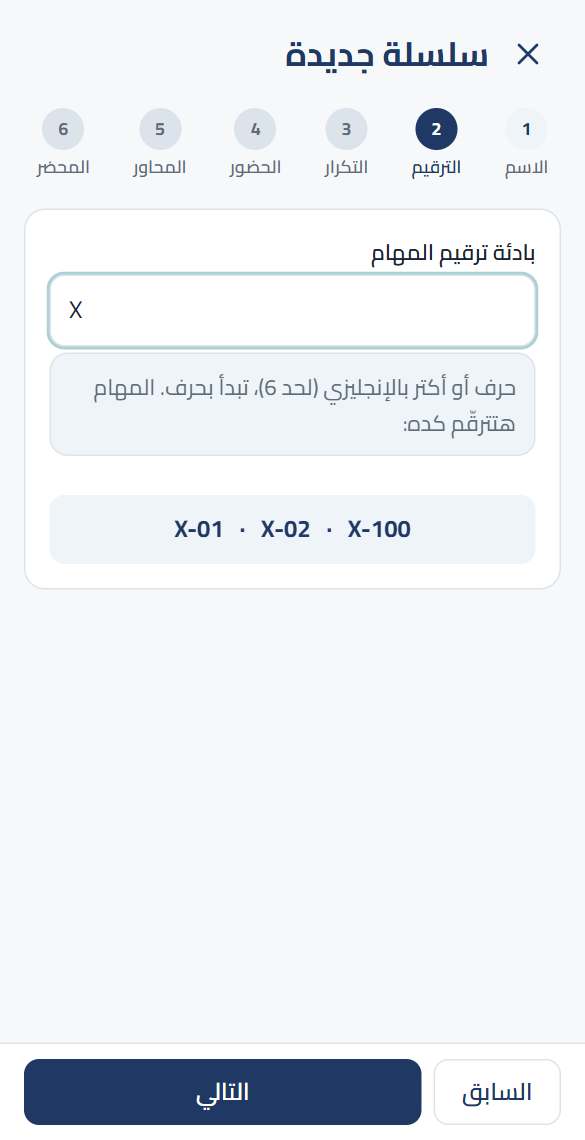 سلسلة جديدة
1 2 3 4 5 6
الاسم الترقيم التكرار الحضور المحاور المحضر
بادئة ترقيم المهام
X
حرف أو أكتر بالإنجليزي (لحد 6)، تبدأ بحرف. المهام
هتترقّم كده:
X-01 · X-02 · X-100
السابق
التالي